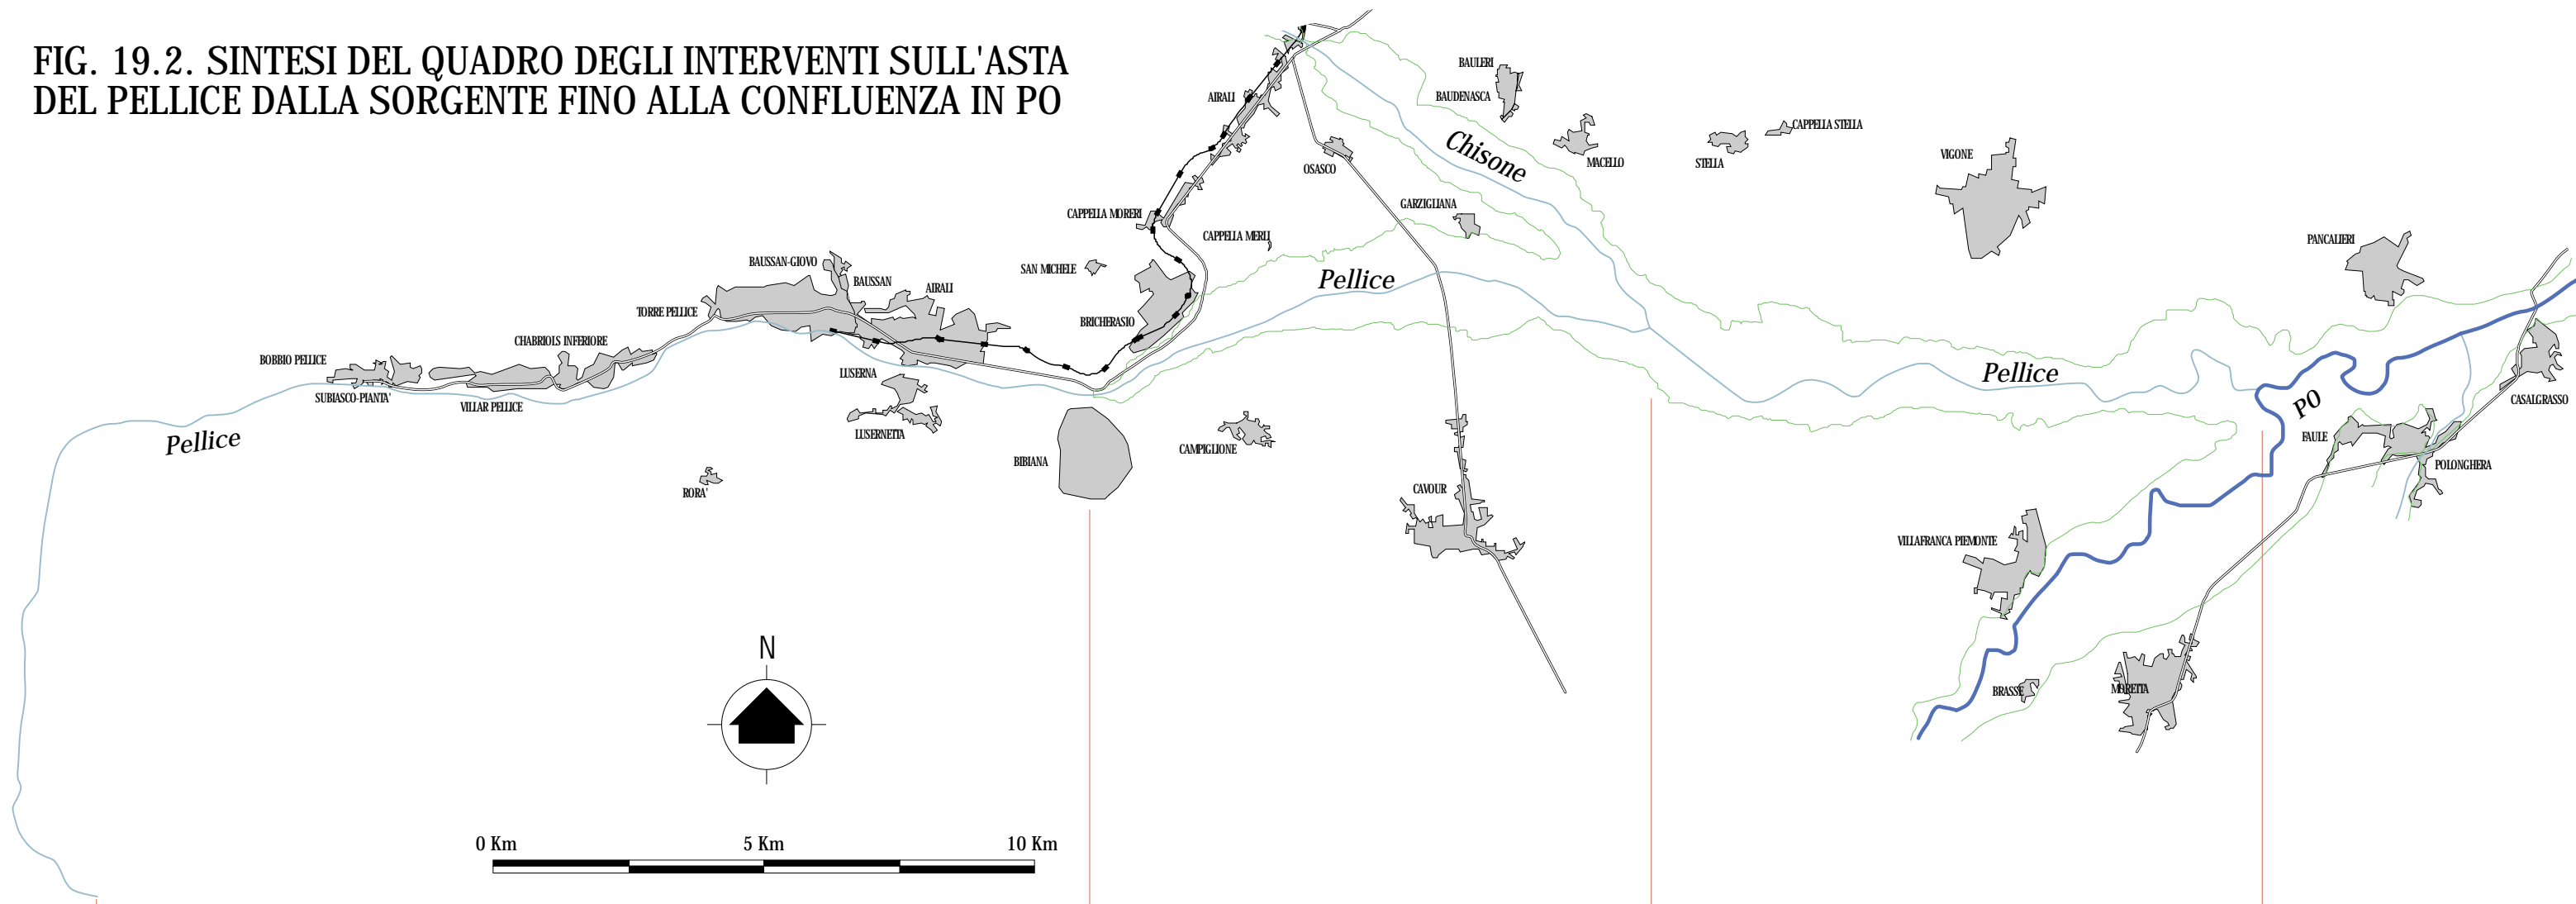 FIG. 19.2. SINTESI DEL QUADRO DEGLI INTERVENTI SULL'ASTA
DEL PELLICE DALLA SORGENTE FINO ALLA CONFLUENZA IN PO
BAULERI
BAUDENASCA
AIRALI
CAPPELLA STELLA
MACELLO
STELLA
VIGONE
Chisone
OSASCO
GARZIGLIANA
CAPPELLA MORERI
CAPPELLA MERLI
PANCALIERI
BAUSSAN-GIOVO
SAN MICHELE
BAUSSAN
AIRALI
Pellice
TORRE PELLICE
BRICHERASIO
CHABRIOLS INFERIORE
BOBBIO PELLICE
LUSERNA
Pellice
SUBIASCO-PIANTA'
VILLAR PELLICE
PO
CASALGRASSO
Pellice
LUSERNETTA
CAMPIGLIONE
FAULE
BIBIANA
POLONGHERA
RORA'
CAVOUR
VILLAFRANCA PIEMONTE
N
BRASSE
MORETTA
0 Km
5 Km
10 Km